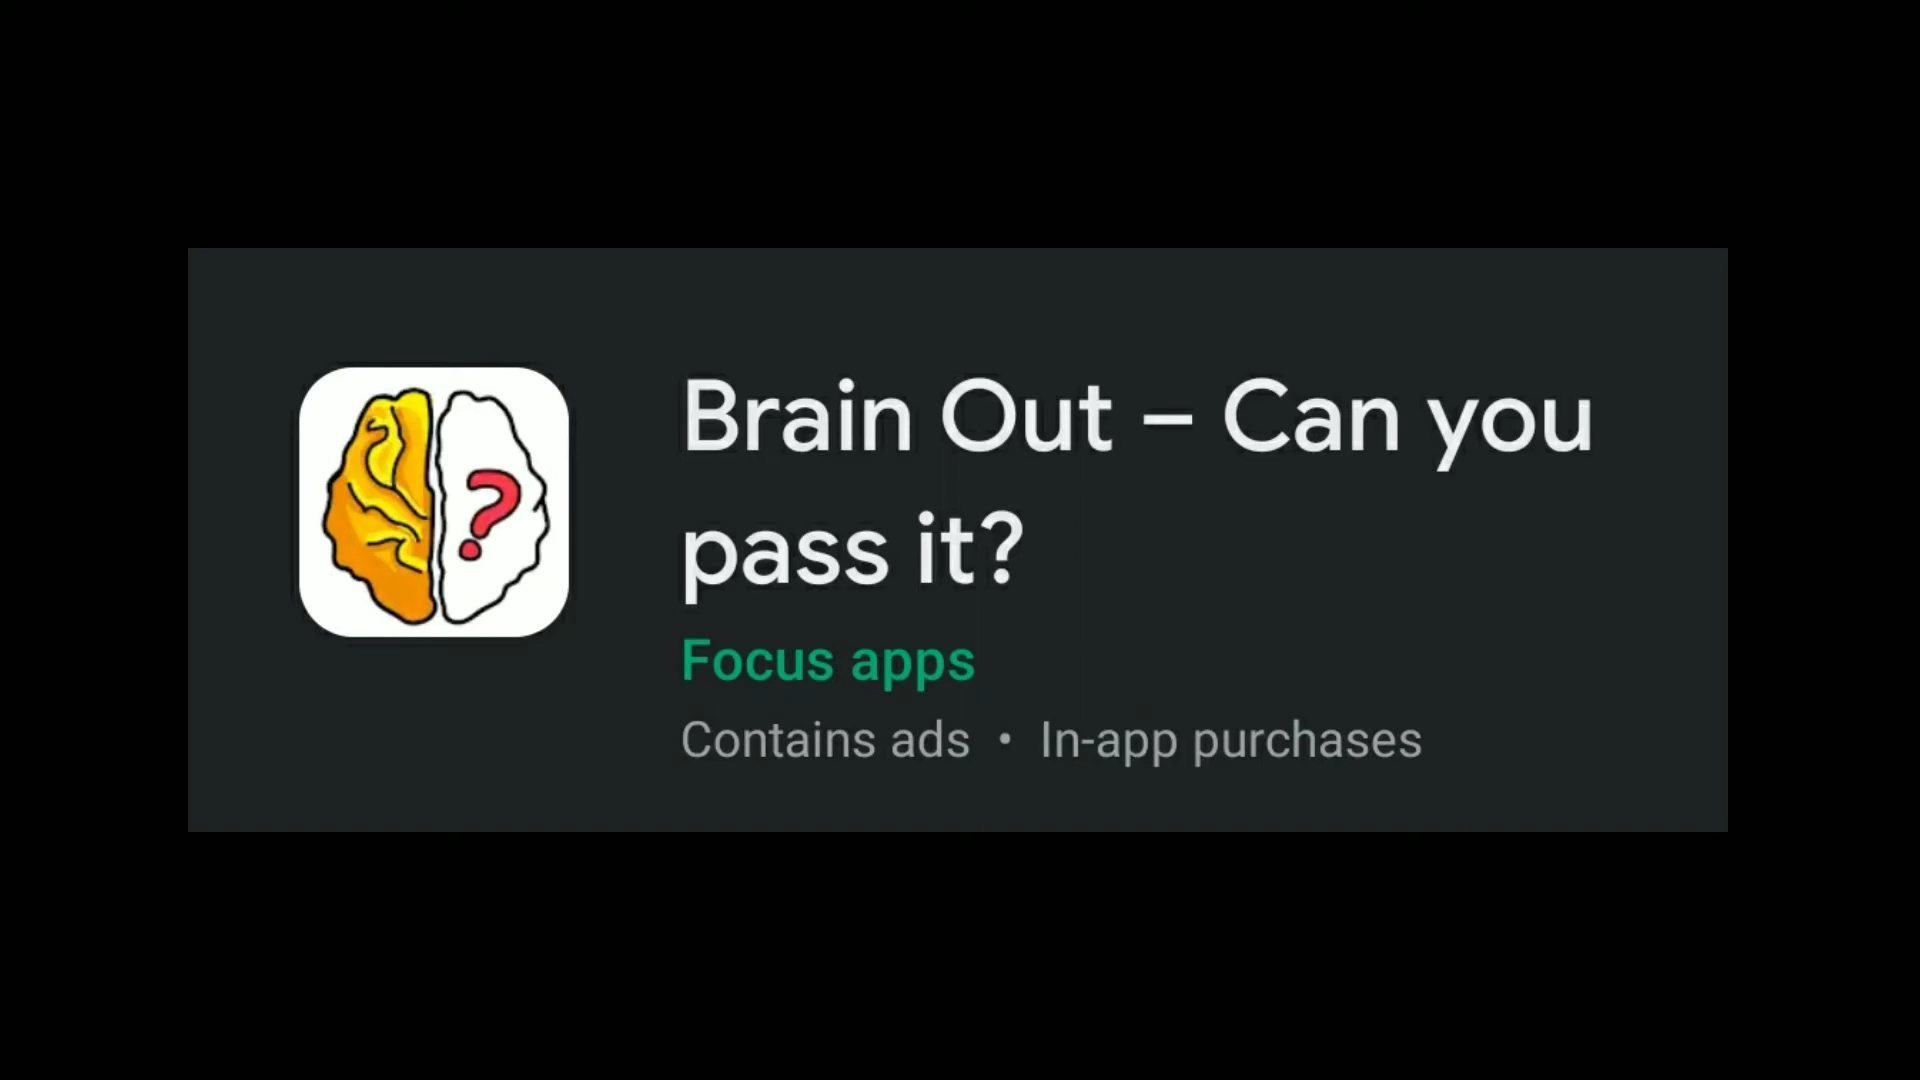 Brain Out – Can you
pass it?
Focus apps
Contains ads • In-app purchases
?